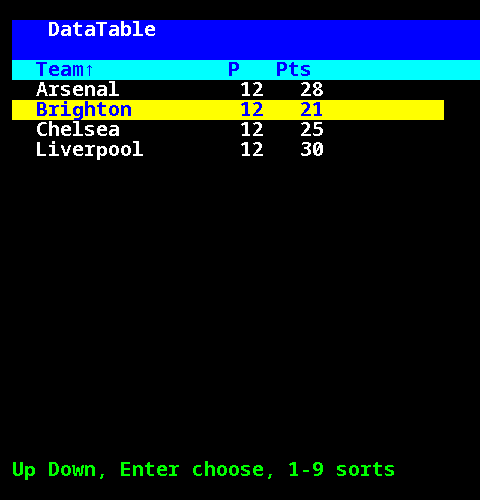 DataTable
Team↑ P Pts
Arsenal 12 28
Brighton 12 21
Chelsea 12 25
Liverpool 12 30
Up Down, Enter choose, 1-9 sorts